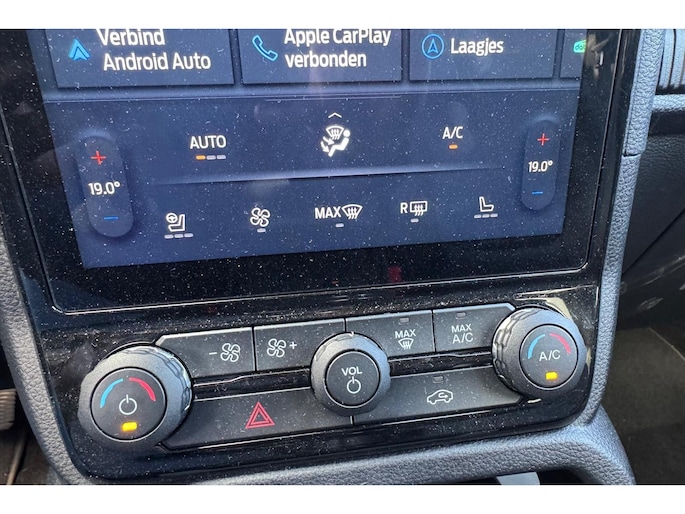 Verbind
Android Auto
Apple CarPlay
verbonden
Laagjes
AUTO
A/C
19.0°
19.0°
MAX
R
MAX
MAX
A/C
VOL
A/C